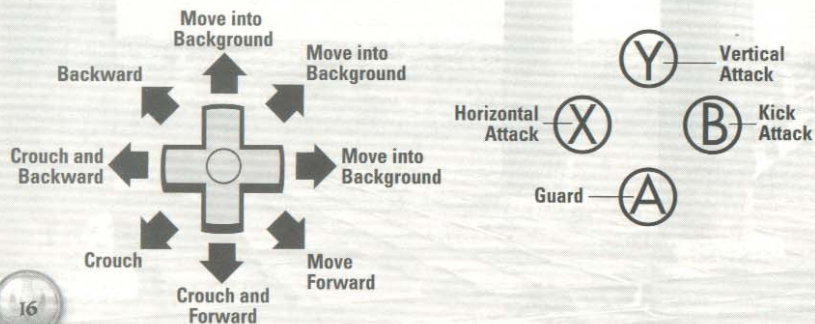 Move into
Background
Move into
Background
Backward
Crouch and
Backward
Move into
Background
Crouch
Move
Forward
Crouch and
Forward
Y
Vertical
Attack
Horizontal
Attack
X
B
Kick
Attack
Guard
A
16